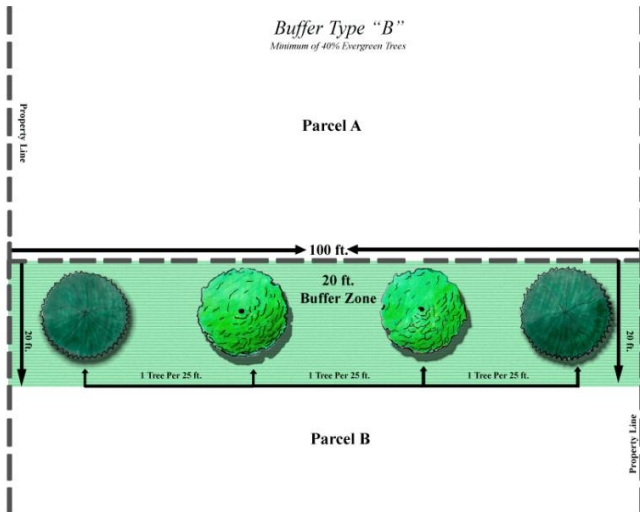 Buffer Type “B”
Minimum of 40% Evergreen Trees
Property Line
Parcel A
100 ft.
20 ft.
Buffer Zone
20 ft.
20 ft.
1 Tree Per 25 ft.
1 Tree Per 25 ft.
1 Tree Per 25 ft.
Parcel B
Property Line